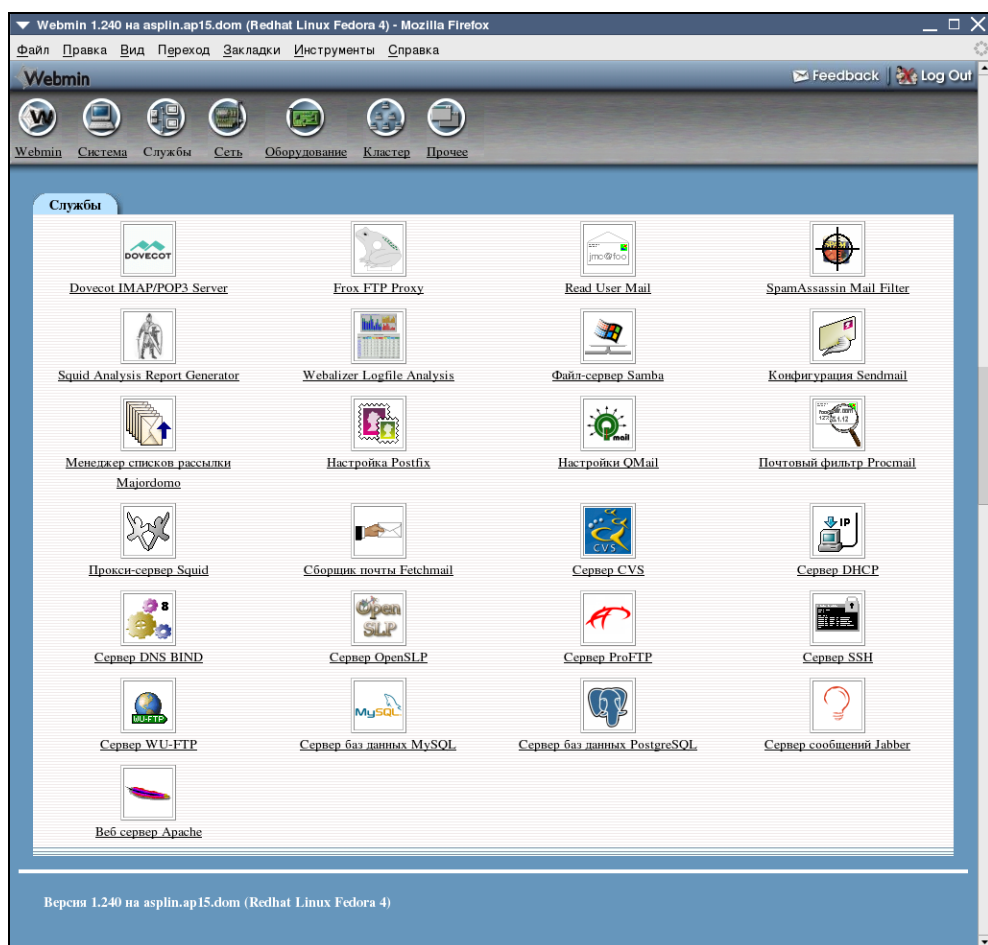 Webmin 1.240 на asplin.ap15.dom (Redhat Linux Fedora 4) - Mozilla Firefox
Файл Правка Вид Переход Закладки Инструменты Справка
Webmin Feedback Log Out
Webmin Система Службы Сеть Оборудование Кластер Прочее
Службы
DOVECOT jmc@foo
Dovecot IMAP/POP3 Server Frox FTP Proxy Read User Mail SpamAssassin Mail Filter
Squid Analysis Report Generator Webalizer Logfile Analysis Файл-сервер Samba Конфигурация Sendmail
mail
Менеджер списков рассылки Настройка Postfix Настройки QMail Почтовый фильтр Procmail
Majordomo
CVS IP
Прокси-сервер Squid Сборщик почты Fetchmail Сервер CVS Сервер DHCP
8 Open SLP
Сервер DNS BIND Сервер OpenSLP Сервер ProFTP Сервер SSH
WU-FTP MySQL
Сервер WU-FTP Сервер баз данных MySQL Сервер баз данных PostgreSQL Сервер сообщений Jabber
Веб сервер Apache
Версия 1.240 на asplin.ap15.dom (Redhat Linux Fedora 4)